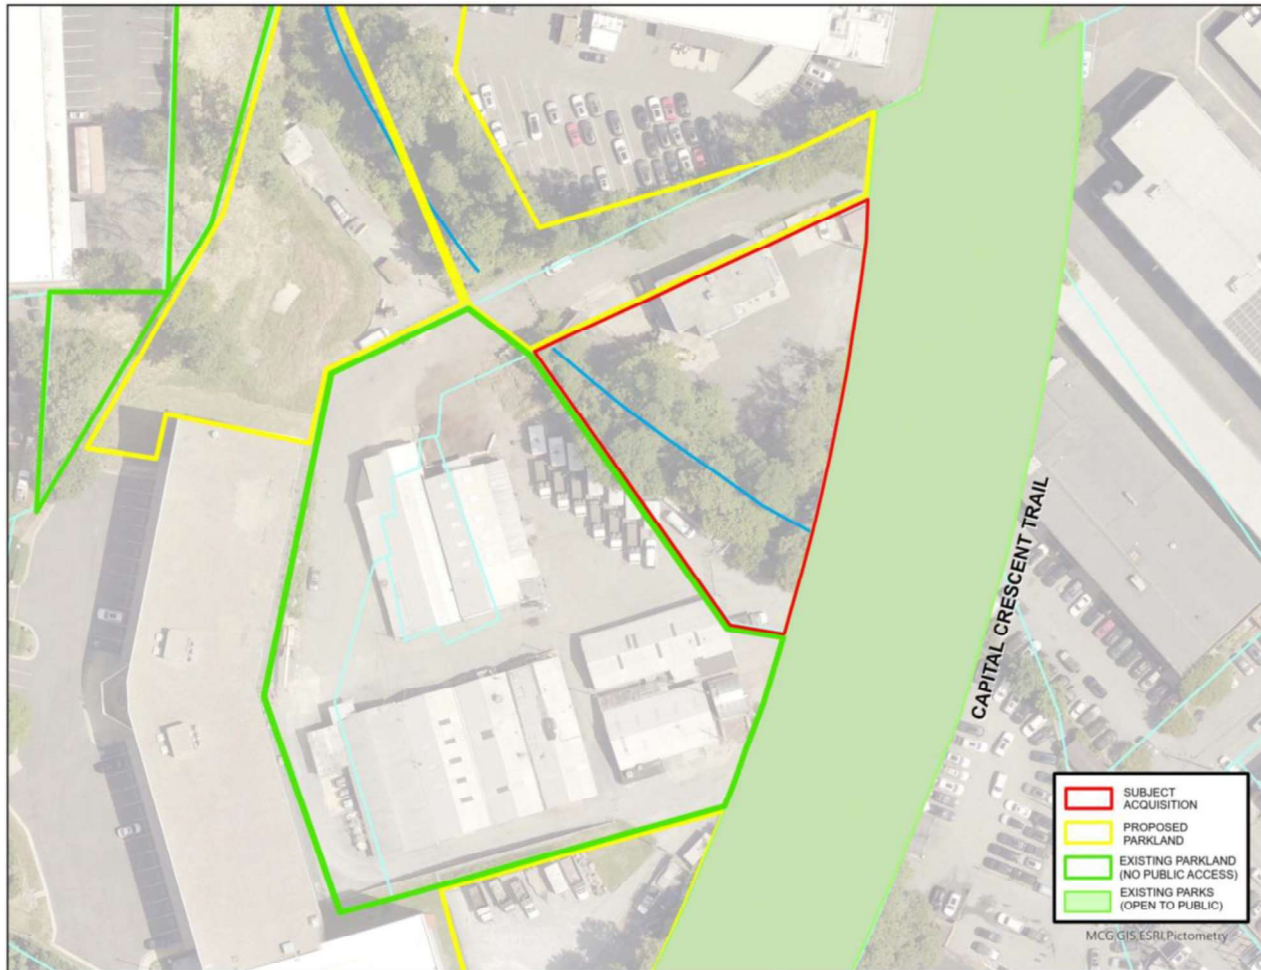 CAPITAL CRESCENT TRAIL
SUBJECT
ACQUISITION
PROPOSED
PARKLAND
EXISTING PARKLAND
(NO PUBLIC ACCESS)
EXISTING PARKS
(OPEN TO PUBLIC)
MCG,GIS,ESRI,Pictometry